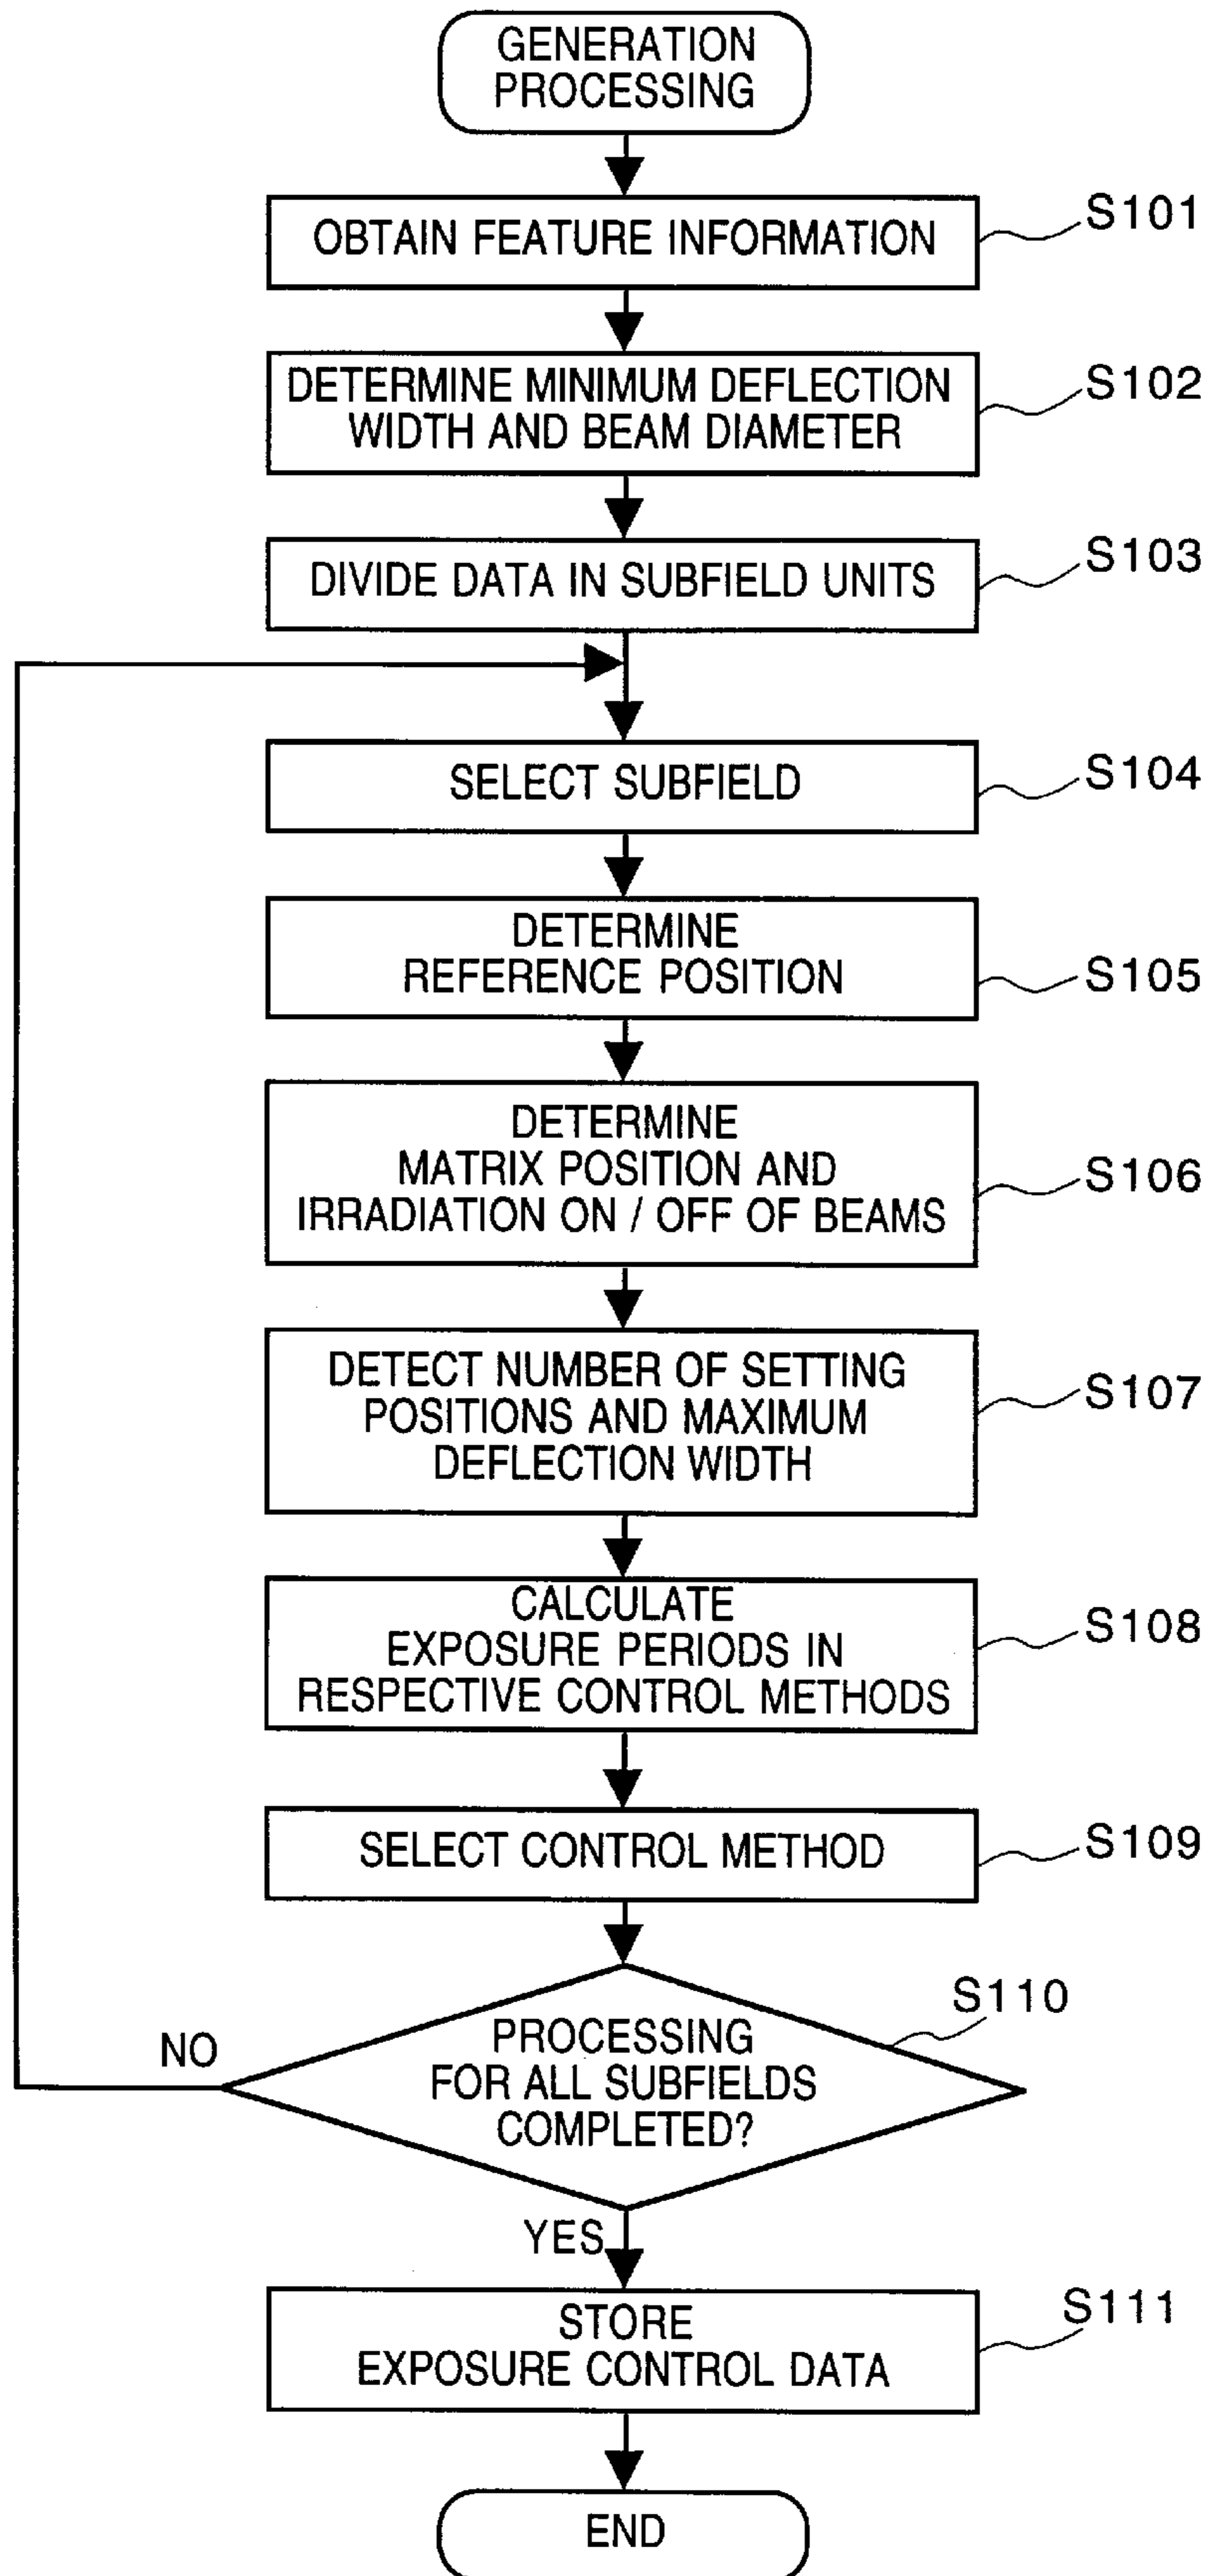 GENERATION
PROCESSING
OBTAIN FEATURE INFORMATION
S101
DETERMINE MINIMUM DEFLECTION
WIDTH AND BEAM DIAMETER
S102
DIVIDE DATA IN SUBFIELD UNITS
S103
SELECT SUBFIELD
S104
DETERMINE
REFERENCE POSITION
S105
DETERMINE
MATRIX POSITION AND
IRRADIATION ON / OFF OF BEAMS
S106
DETECT NUMBER OF SETTING
POSITIONS AND MAXIMUM
DEFLECTION WIDTH
S107
CALCULATE
EXPOSURE PERIODS IN
RESPECTIVE CONTROL METHODS
S108
SELECT CONTROL METHOD
S109
PROCESSING
FOR ALL SUBFIELDS
COMPLETED?
S110
NO
YES
STORE
EXPOSURE CONTROL DATA
S111
END